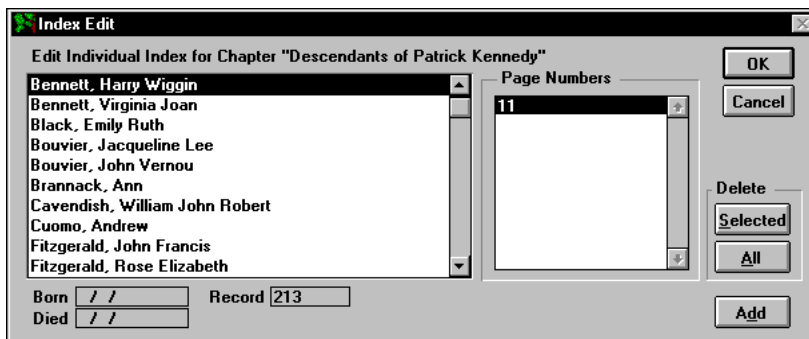 Index Edit
Edit Individual Index for Chapter "Descendants of Patrick Kennedy"
Bennett, Harry Wiggin
Bennett, Virginia Joan
Black, Emily Ruth
Bouvier, Jacqueline Lee
Bouvier, John Vernou
Brannack, Ann
Cavendish, William John Robert
Cuomo, Andrew
Fitzgerald, John Francis
Fitzgerald, Rose Elizabeth
Page Numbers
11
OK
Cancel
Delete
Selected
All
Add
Born / /
Record 213
Died / /